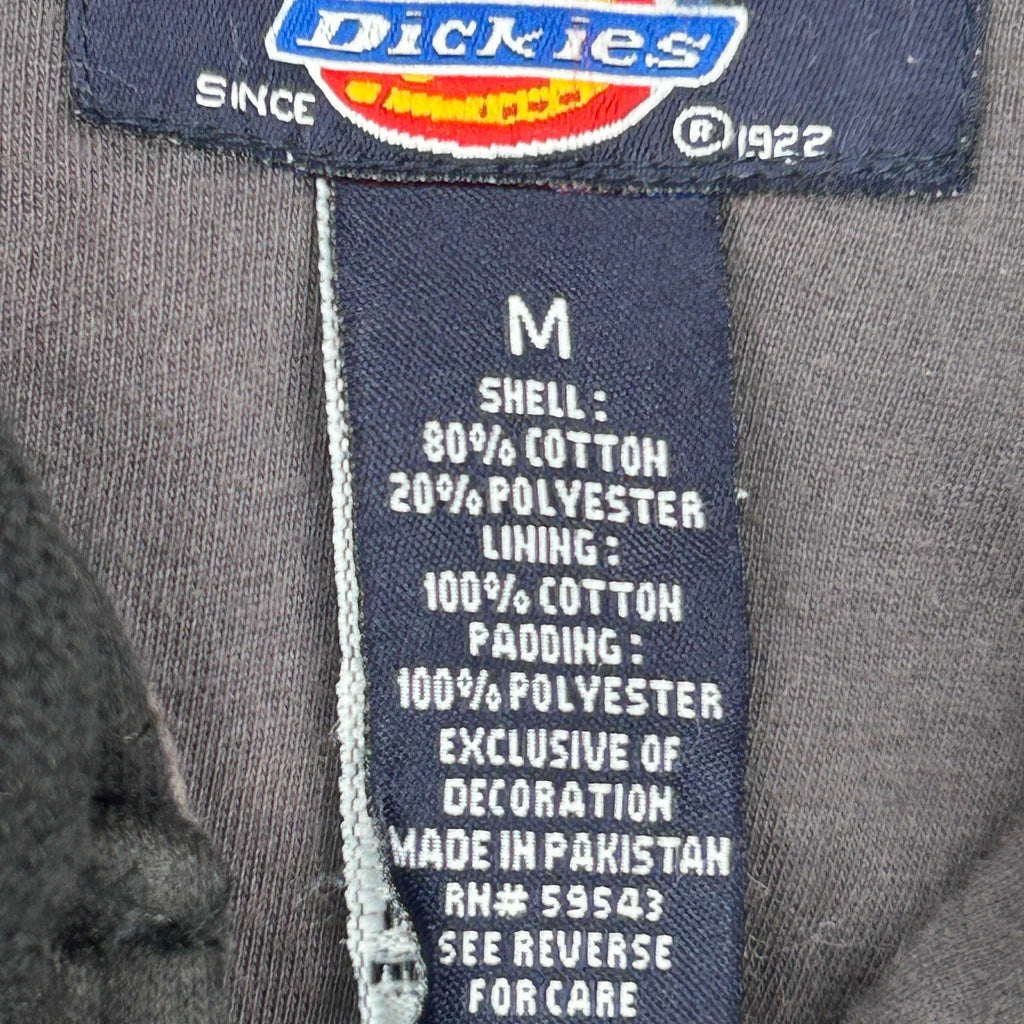 Dickies
SINCE ® 1922
M
SHELL:
80% COTTON
20% POLYESTER
LINING:
100% COTTON
PADDING:
100% POLYESTER
EXCLUSIVE OF
DECORATION
MADE IN PAKISTAN
RN# 59543
SEE REVERSE
FOR CARE